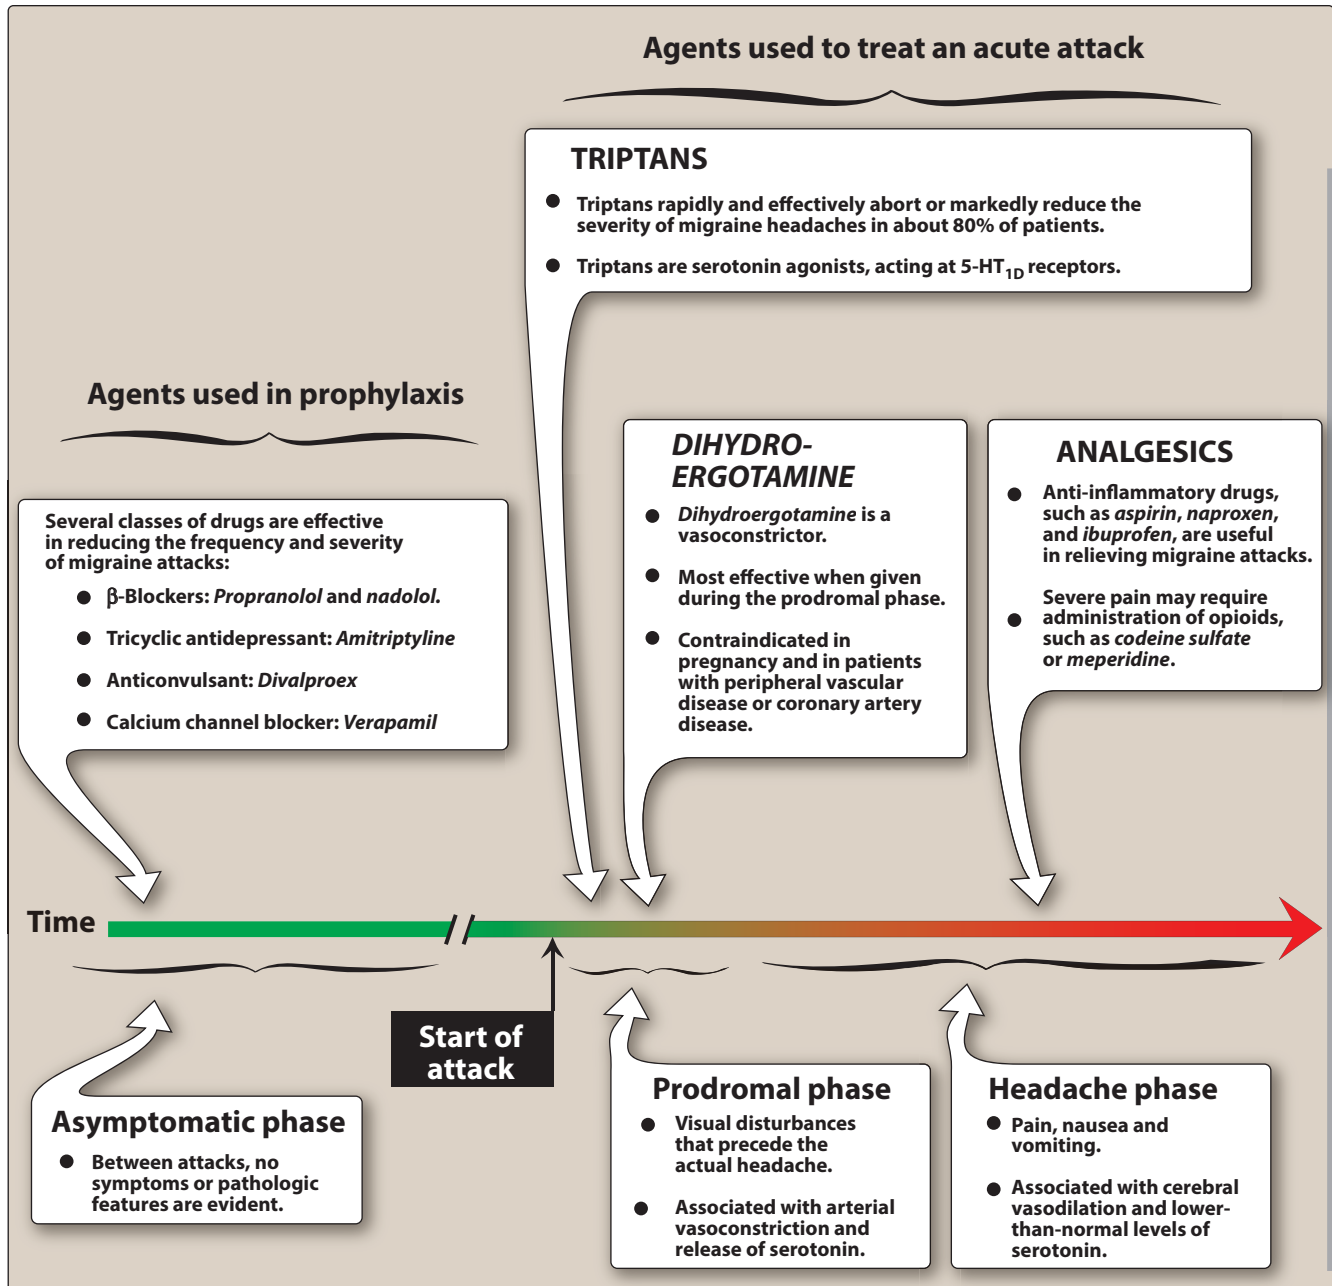 Agents used to treat an acute attack
TRIPTANS
● Triptans rapidly and effectively abort or markedly reduce the
severity of migraine headaches in about 80% of patients.
● Triptans are serotonin agonists, acting at 5-HT1D receptors.
Agents used in prophylaxis
Several classes of drugs are effective
in reducing the frequency and severity
of migraine attacks:
● β-Blockers: Propranolol and nadolol.
● Tricyclic antidepressant: Amitriptyline
● Anticonvulsant: Divalproex
● Calcium channel blocker: Verapamil
DIHYDRO-
ERGOTAMINE
● Dihydroergotamine is a
vasoconstrictor.
● Most effective when given
during the prodromal phase.
● Contraindicated in
pregnancy and in patients
with peripheral vascular
disease or coronary artery
disease.
ANALGESICS
● Anti-inflammatory drugs,
such as aspirin, naproxen,
and ibuprofen, are useful
in relieving migraine attacks.
● Severe pain may require
administration of opioids,
such as codeine sulfate
or meperidine.
Time
Start of
attack
Asymptomatic phase
● Between attacks, no
symptoms or pathologic
features are evident.
Prodromal phase
● Visual disturbances
that precede the
actual headache.
● Associated with arterial
vasoconstriction and
release of serotonin.
Headache phase
● Pain, nausea and
vomiting.
● Associated with cerebral
vasodilation and lower-
than-normal levels of
serotonin.